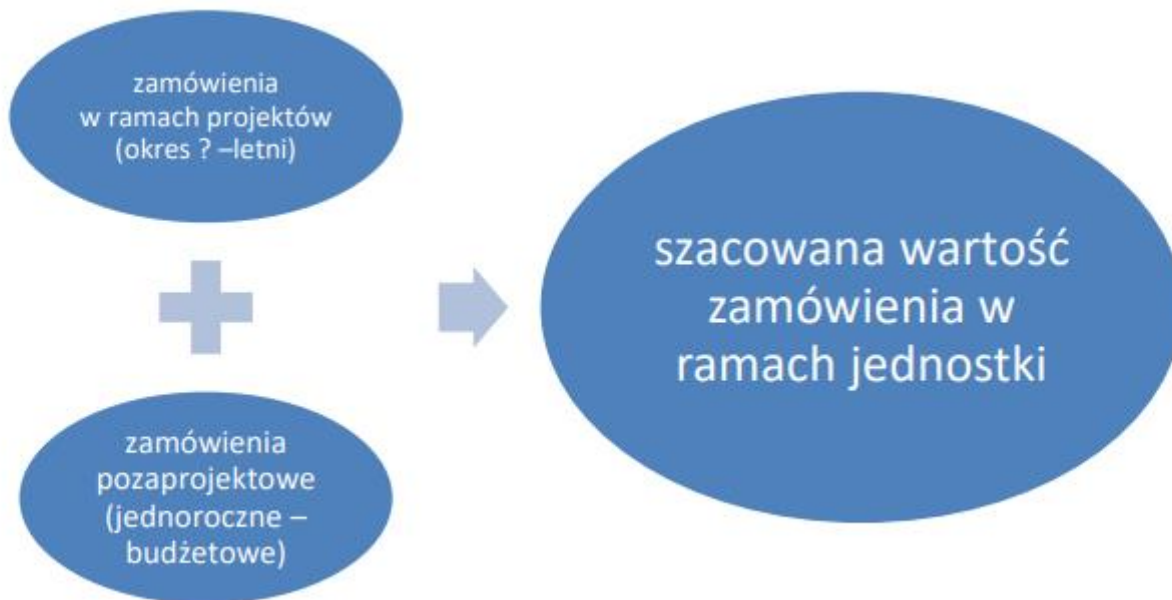 zamówienia
w ramach projektów
(okres ? –letni)
zamówienia
pozaprojektowe
(jednoroczne –
budżetowe)
szacowana wartość
zamówienia w
ramach jednostki